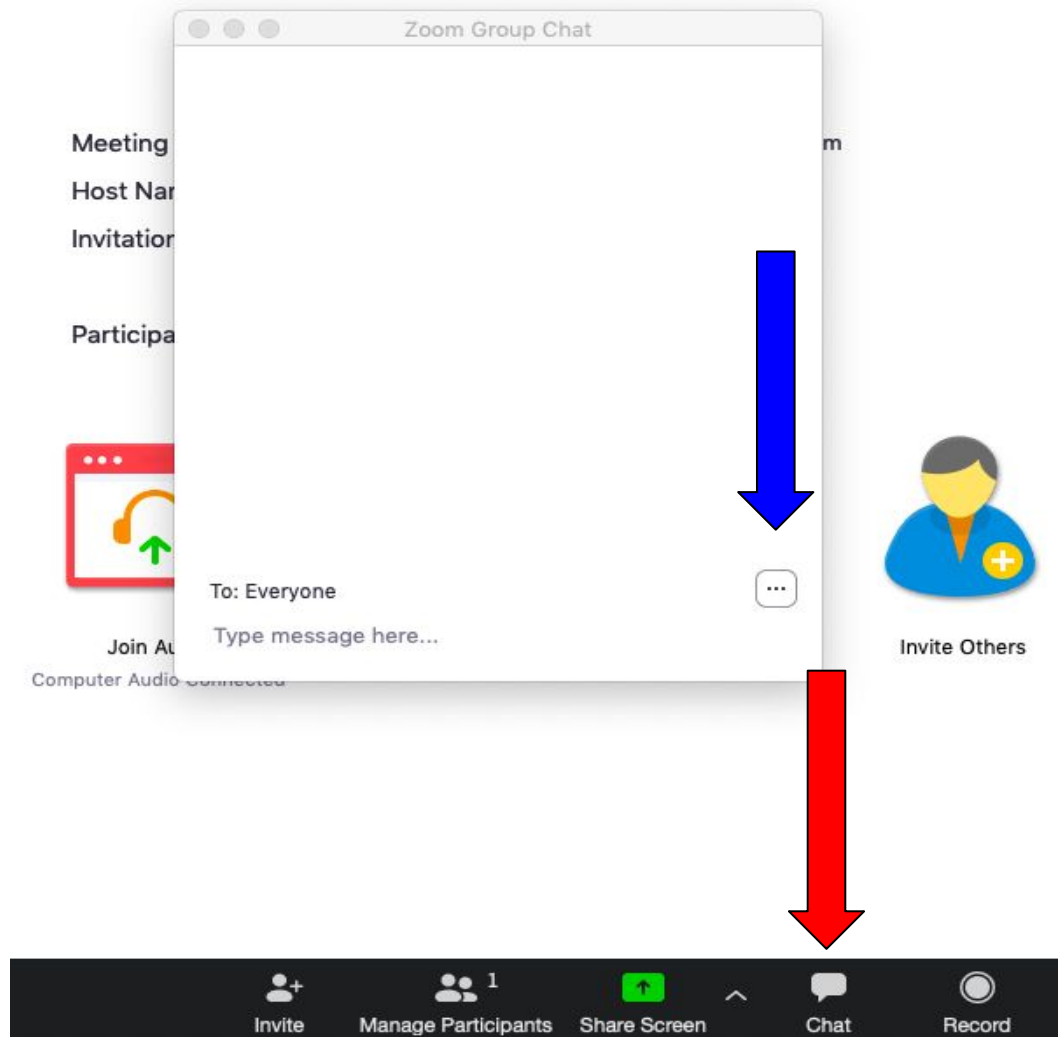 Zoom Group Chat
Meeting m
Host Nar
Invitation
Participa
To: Everyone
...
Type message here...
Join Au
Computer Audio Connected
Invite Others
1
Invite Manage Participants Share Screen Chat Record